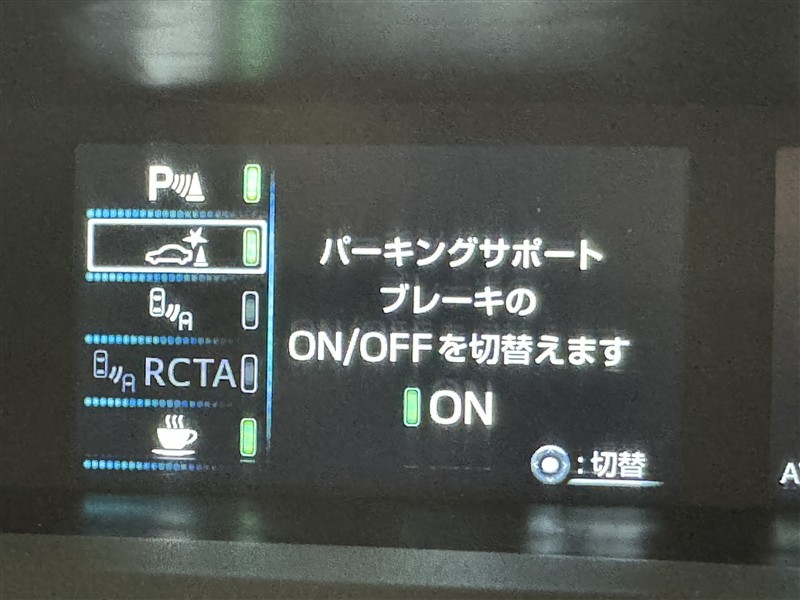 P
パーキングサポート
ブレーキの
ON/OFFを切替えます
RCTA
ON
:切替